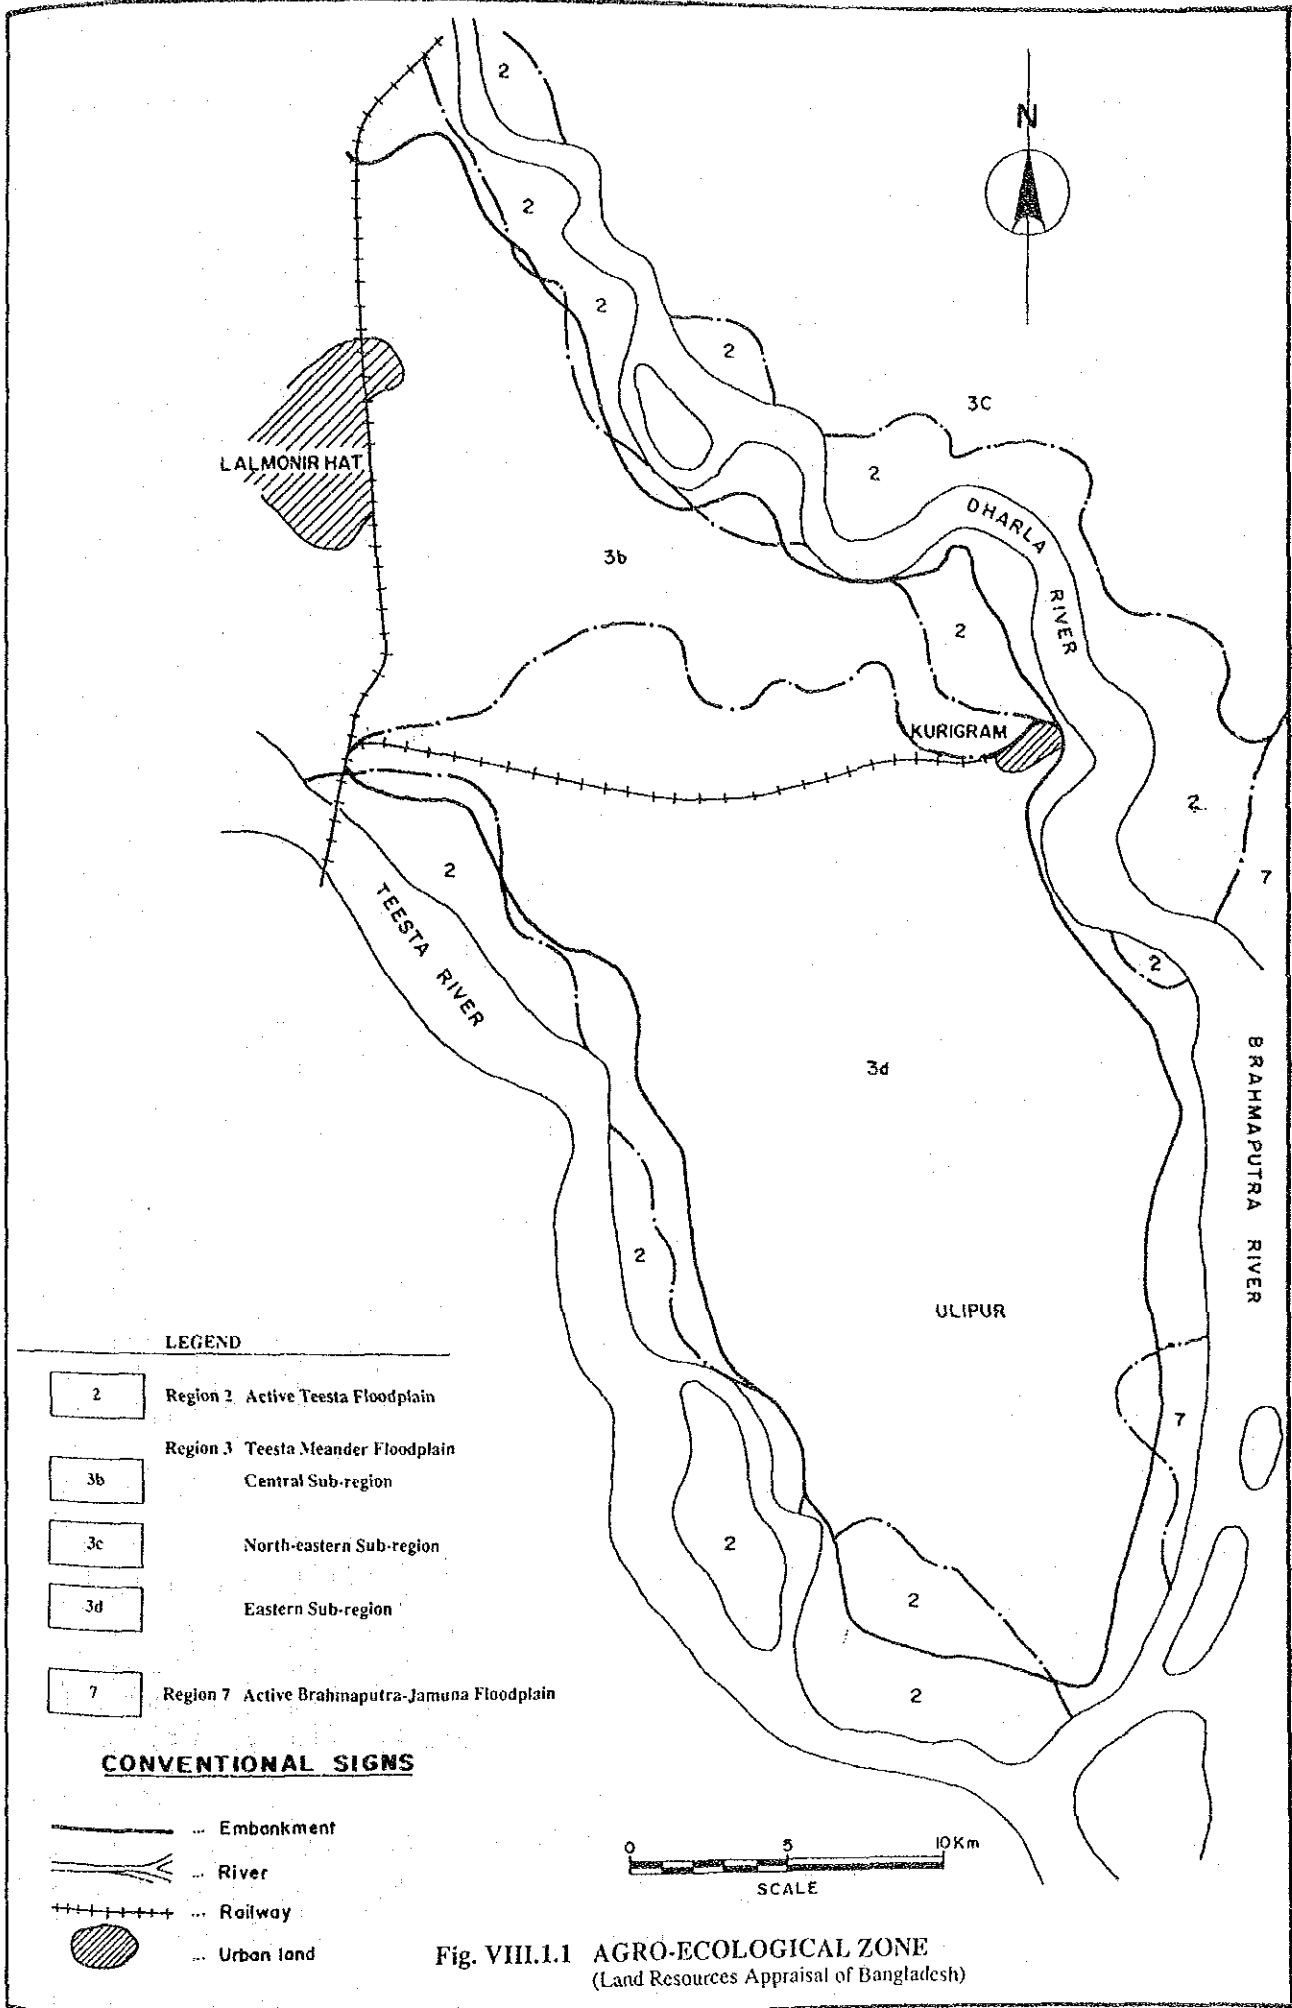 2
N
2
2
2
3C
LALMONIR HAT
2
DHARLA RIVER
3b
2
KURIGRAM
2
2
7
TEESTA RIVER
2
3d
BRAHMAPUTRA RIVER
2
ULIPUR
7
2
2
2
LEGEND
2 Region 2 Active Teesta Floodplain
Region 3 Teesta Meander Floodplain
3b Central Sub-region
3c North-eastern Sub-region
3d Eastern Sub-region
7 Region 7 Active Brahmaputra-Jamuna Floodplain
CONVENTIONAL SIGNS
... Embankment
... River
... Railway
... Urban land
0 5 10 Km
SCALE
Fig. VIII.1.1 AGRO-ECOLOGICAL ZONE
(Land Resources Appraisal of Bangladesh)